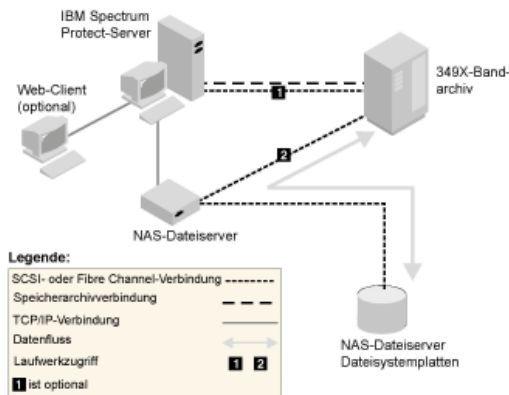 IBM Spectrum
Protect-Server
Web-Client
(optional)
349X-Band-
archiv
1
2
NAS-Dateiserver
Legende:
SCSI- oder Fibre Channel-Verbindung
Speicherarchivverbindung
TCP/IP-Verbindung
Datenfluss
Laufwerkzugriff 1 2
1 ist optional
NAS-Dateiserver
Dateisystemplatten